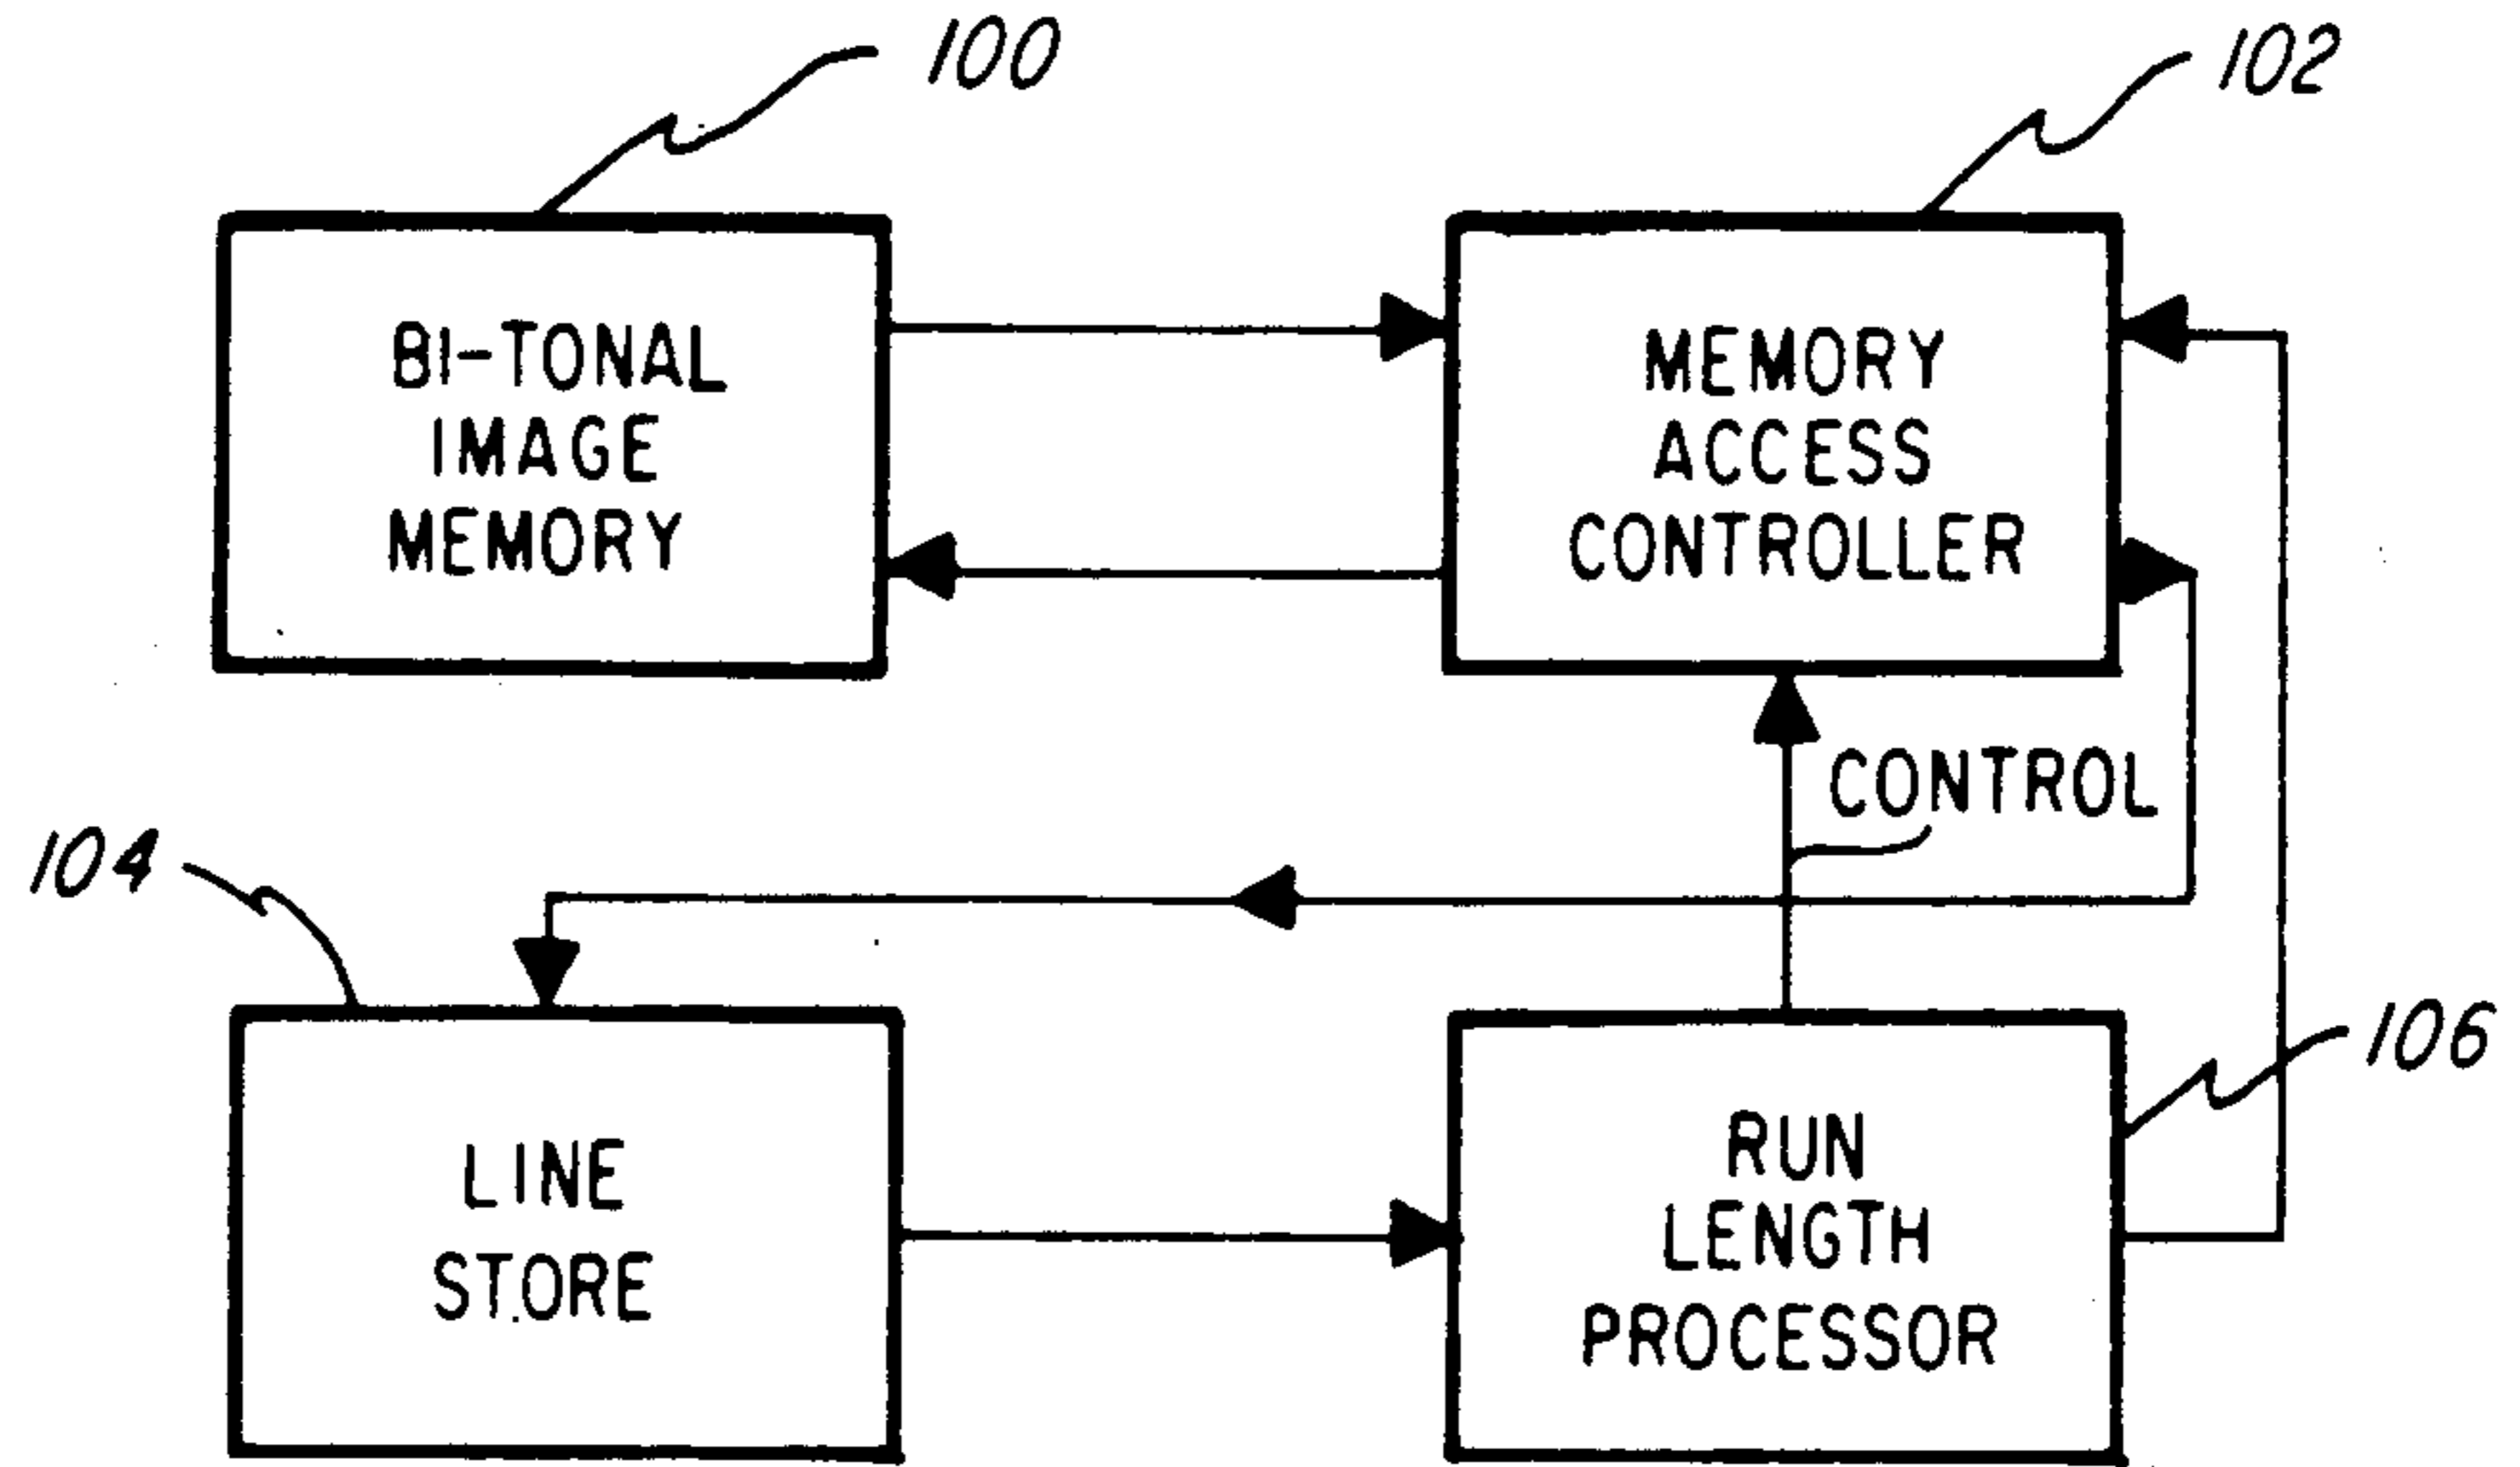 100
102
BI-TONAL
IMAGE
MEMORY
MEMORY
ACCESS
CONTROLLER
CONTROL
104
106
LINE
STORE
RUN
LENGTH
PROCESSOR